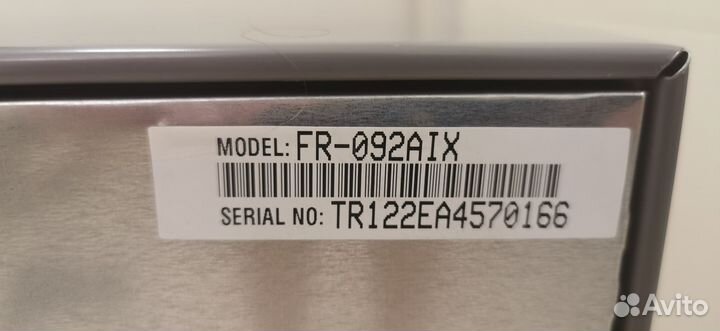 MODEL: FR-092AIX
SERIAL NO: TR122EA4570166
Avito